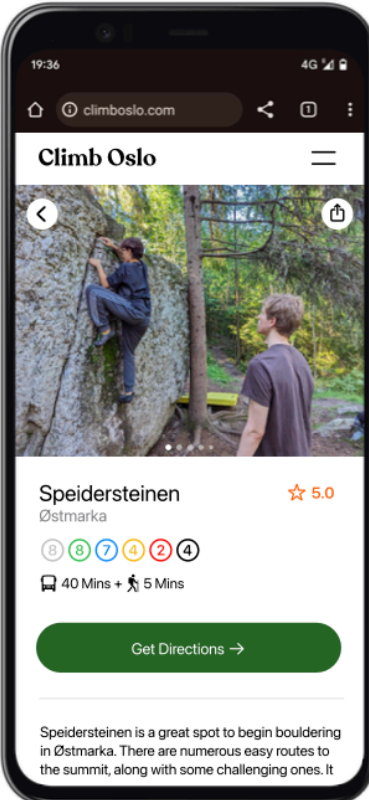 19:36
4G
climboslo.com
1
Climb Oslo
Speidersteinen
5.0
Østmarka
8 8 7 4 2 4
40 Mins + 5 Mins
Get Directions →
Speidersteinen is a great spot to begin bouldering
in Østmarka. There are numerous easy routes to
the summit, along with some challenging ones. It